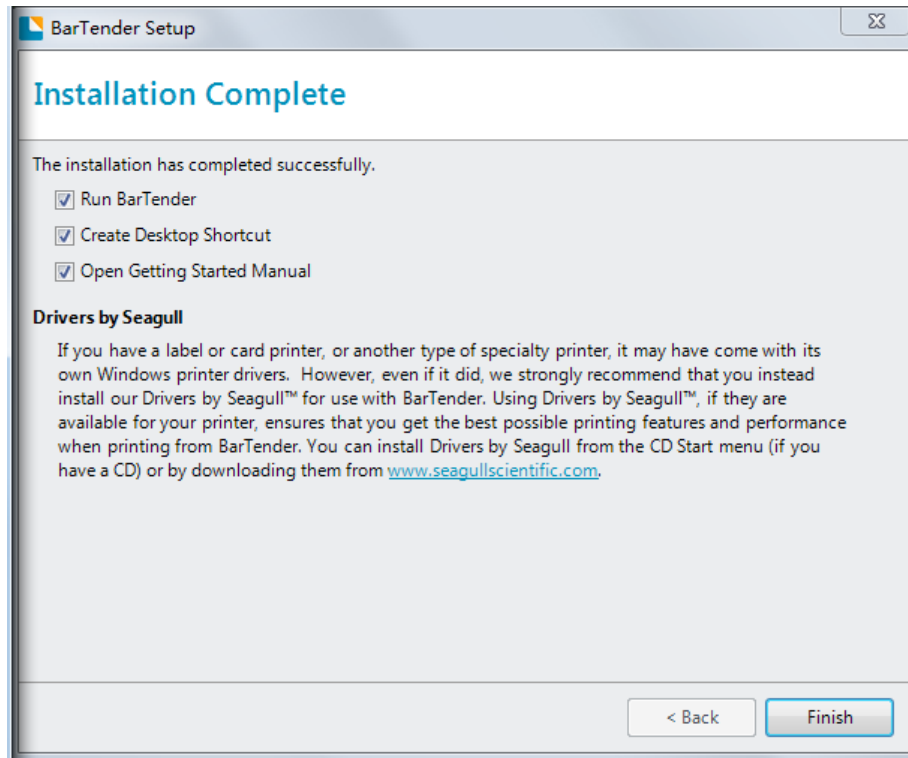 BarTender Setup
Installation Complete
The installation has completed successfully.
Run BarTender
Create Desktop Shortcut
Open Getting Started Manual
Drivers by Seagull
If you have a label or card printer, or another type of specialty printer, it may have come with its
own Windows printer drivers.  However, even if it did, we strongly recommend that you instead
install our Drivers by Seagull™ for use with BarTender. Using Drivers by Seagull™, if they are
available for your printer, ensures that you get the best possible printing features and performance
when printing from BarTender. You can install Drivers by Seagull from the CD Start menu (if you
have a CD) or by downloading them from www.seagullscientific.com.
< Back
Finish